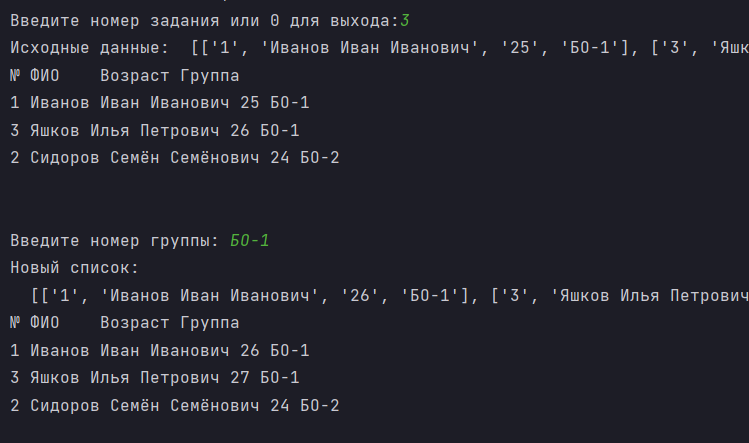 Введите номер задания или 0 для выхода:3
Исходные данные:  [['1', 'Иванов Иван Иванович', '25', 'БО-1'], ['3', 'Яшк
№ ФИО    Возраст Группа
1 Иванов Иван Иванович 25 БО-1
3 Яшков Илья Петрович 26 БО-1
2 Сидоров Семён Семёнович 24 БО-2
Введите номер группы: БО-1
Новый список:
  [['1', 'Иванов Иван Иванович', '26', 'БО-1'], ['3', 'Яшков Илья Петрович
№ ФИО    Возраст Группа
1 Иванов Иван Иванович 26 БО-1
3 Яшков Илья Петрович 27 БО-1
2 Сидоров Семён Семёнович 24 БО-2